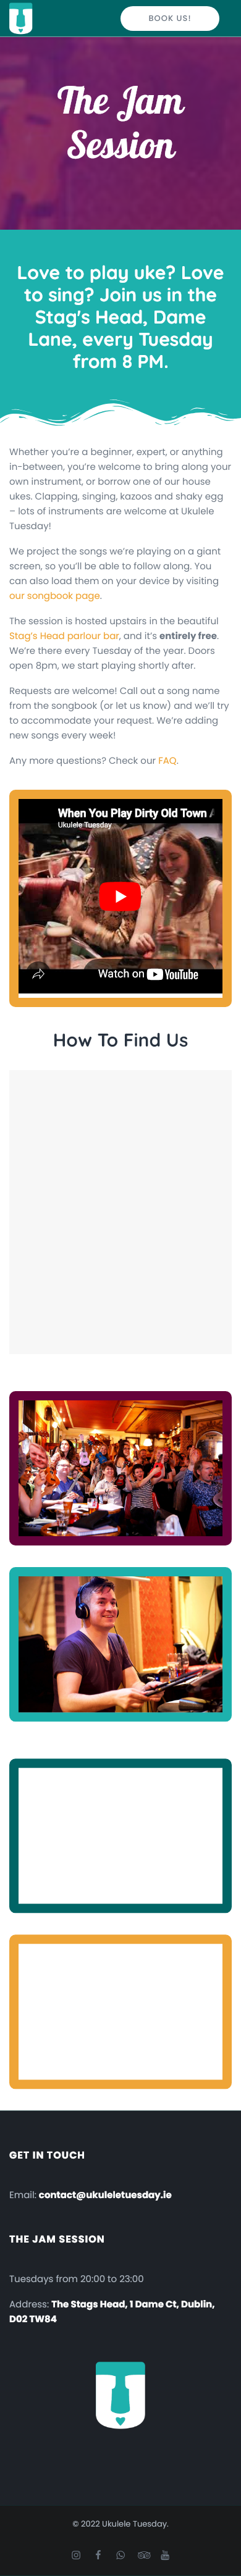 BOOK US!
The Jam
Session
Love to play uke? Love
to sing? Join us in the
Stag's Head, Dame
Lane, every Tuesday
from 8 PM.
Whether you're a beginner, expert, or anything
in-between, you're welcome to bring along your
own instrument, or borrow one of our house
ukes. Clapping, singing, kazoos and shaky egg
– lots of instruments are welcome at Ukulele
Tuesday!
We project the songs we're playing on a giant
screen, so you'll be able to follow along. You
can also load them on your device by visiting
our songbook page.
The session is hosted upstairs in the beautiful
Stag's Head parlour bar, and it's entirely free.
We're there every Tuesday of the year. Doors
open 8pm, we start playing shortly after.
Requests are welcome! Call out a song name
from the songbook (or let us know) and we'll try
to accommodate your request. We're adding
new songs every week!
Any more questions? Check our FAQ.
When You Play Dirty Old Town A
Ukulele Tuesday
Watch on YouTube
How To Find Us
GET IN TOUCH
Email: contact@ukuleletuesday.ie
THE JAM SESSION
Tuesdays from 20:00 to 23:00
Address: The Stags Head, 1 Dame Ct, Dublin,
D02 TW84
© 2022 Ukulele Tuesday.